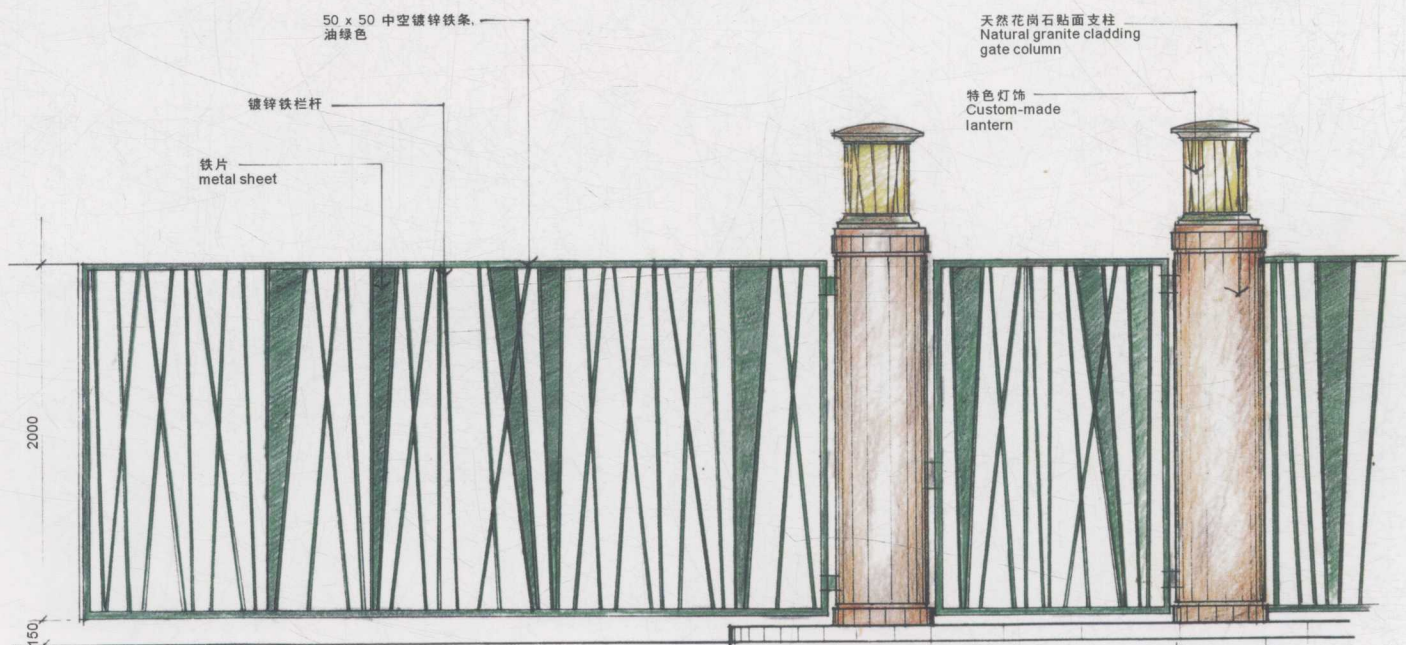 50 x 50 中空镀锌铁条,
油绿色
镀锌铁栏杆
铁片
metal sheet
天然花岗石贴面支柱
Natural granite cladding
gate column
特色灯饰
Custom-made
lantern
2000
150